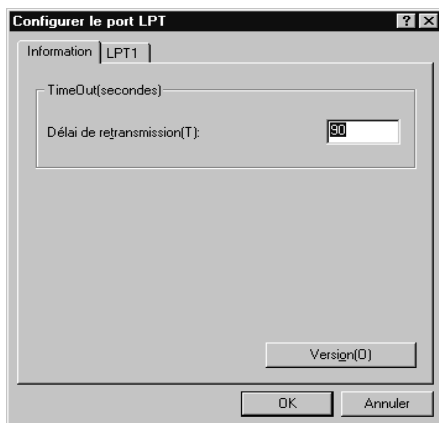 Configurer le port LPT
Information LPT1
TimeOut(secondes)
Délai de retransmission(T): 90
Version(O)
OK Annuler